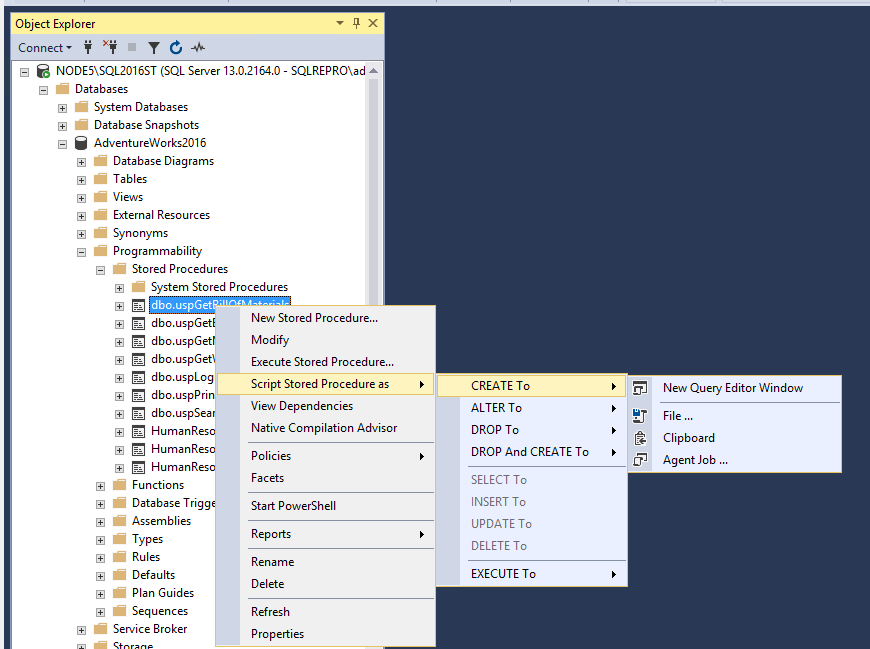 Object Explorer
Connect
NODE5\SQL2016ST (SQL Server 13.0.2164.0 - SQLREPRO\ad
Databases
System Databases
Database Snapshots
AdventureWorks2016
Database Diagrams
Tables
Views
External Resources
Synonyms
Programmability
Stored Procedures
System Stored Procedures
dbo.uspGetBillOfMaterials
dbo.uspGetE
dbo.uspGet
dbo.uspGet
dbo.uspLog
dbo.uspPrin
dbo.uspSear
HumanReso
HumanReso
HumanReso
Functions
Database Trigge
Assemblies
Types
Rules
Defaults
Plan Guides
Sequences
Service Broker
Storage
New Stored Procedure...
Modify
Execute Stored Procedure...
Script Stored Procedure as
View Dependencies
Native Compilation Advisor
Policies
Facets
Start PowerShell
Reports
Rename
Delete
Refresh
Properties
CREATE To
ALTER To
DROP To
DROP And CREATE To
SELECT To
INSERT To
UPDATE To
DELETE To
EXECUTE To
New Query Editor Window
File ...
Clipboard
Agent Job ...